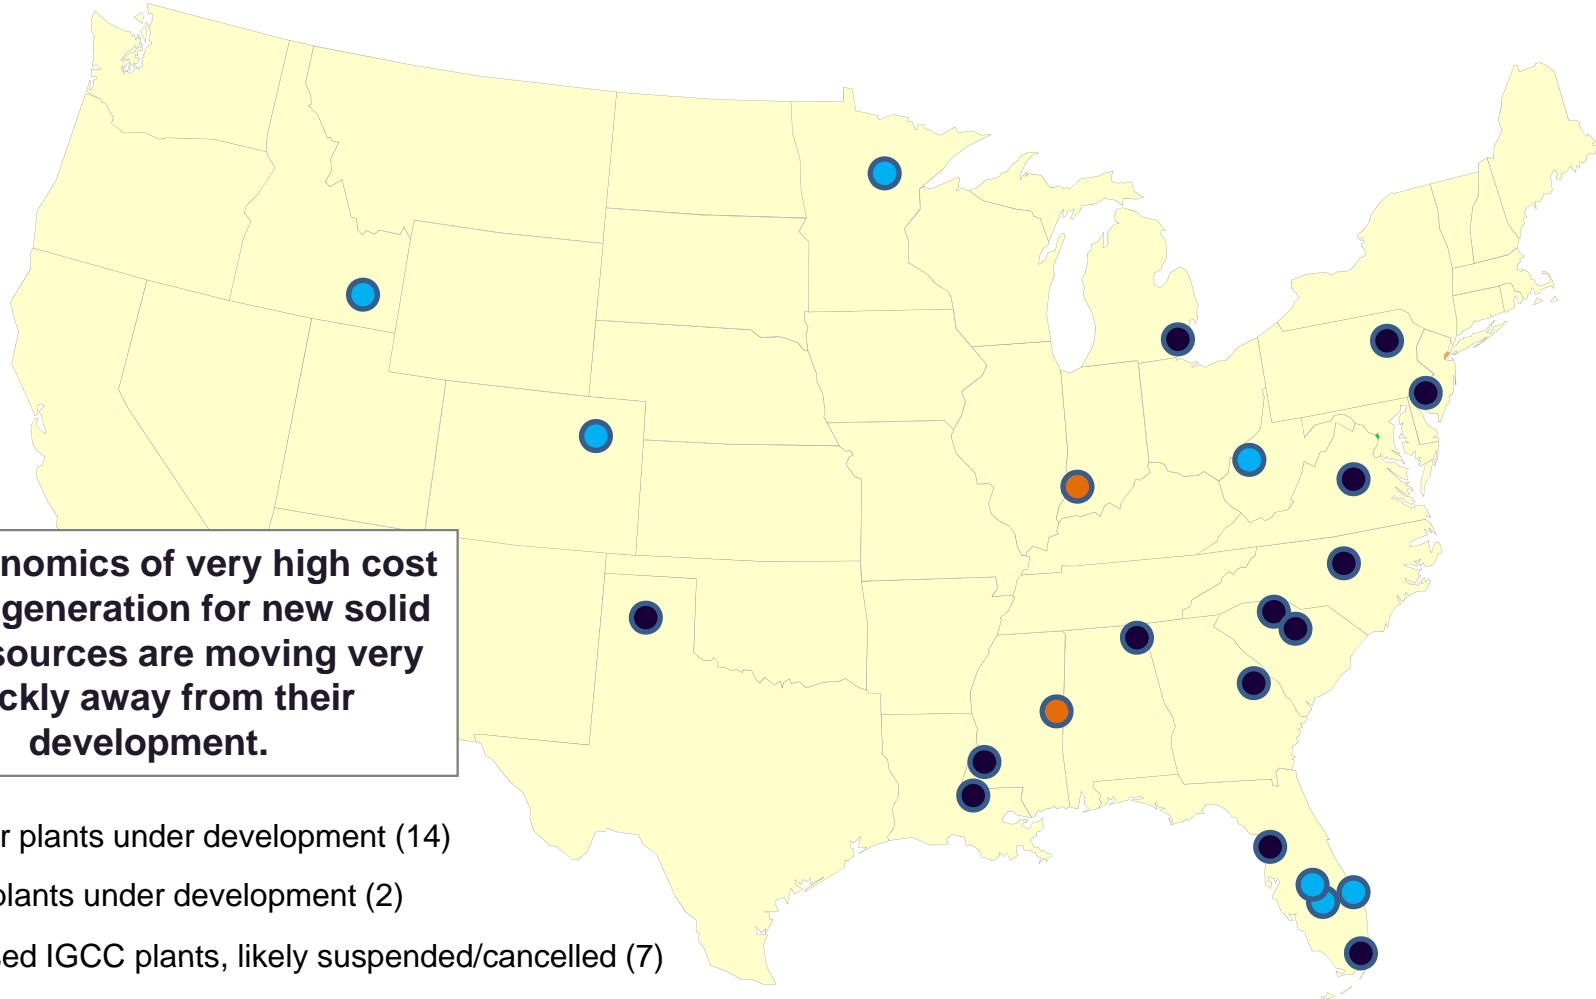 nomics of very high cost
generation for new solid
sources are moving very
ckly away from their
development.
r plants under development (14)
plants under development (2)
ed IGCC plants, likely suspended/cancelled (7)